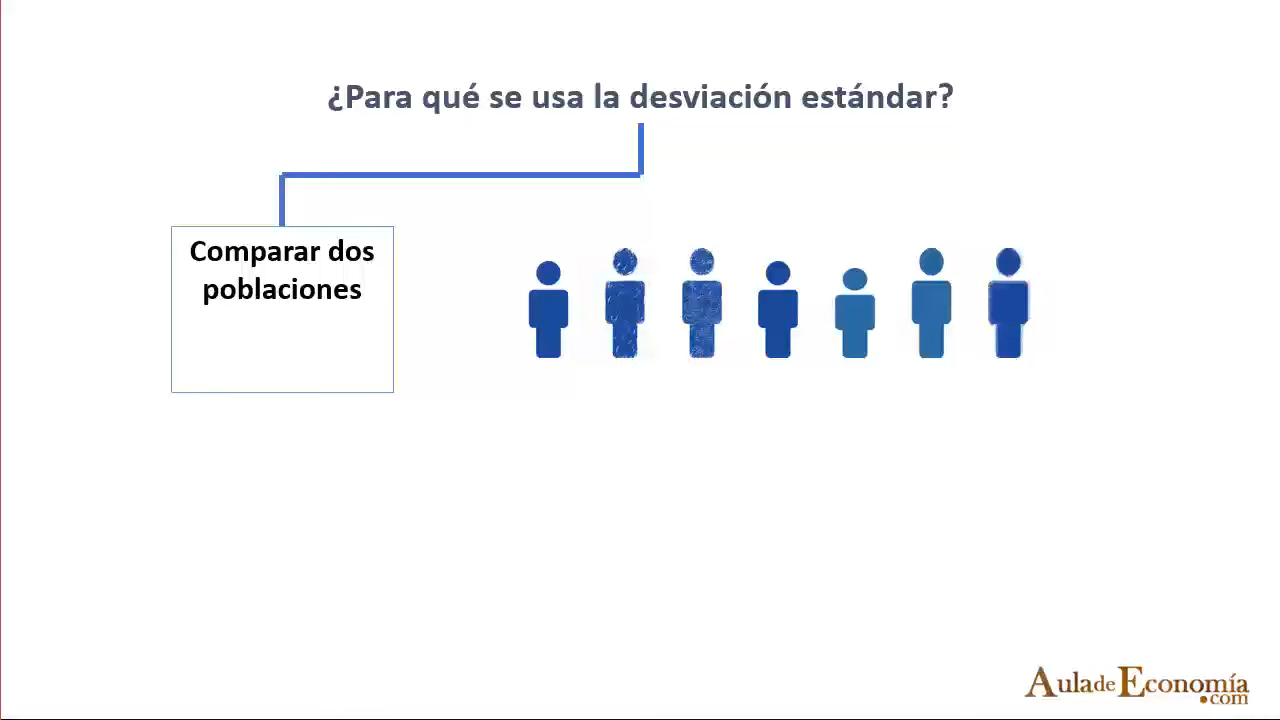 ¿Para qué se usa la desviación estándar?
Comparar dos
poblaciones
AuladeEconomía
.com